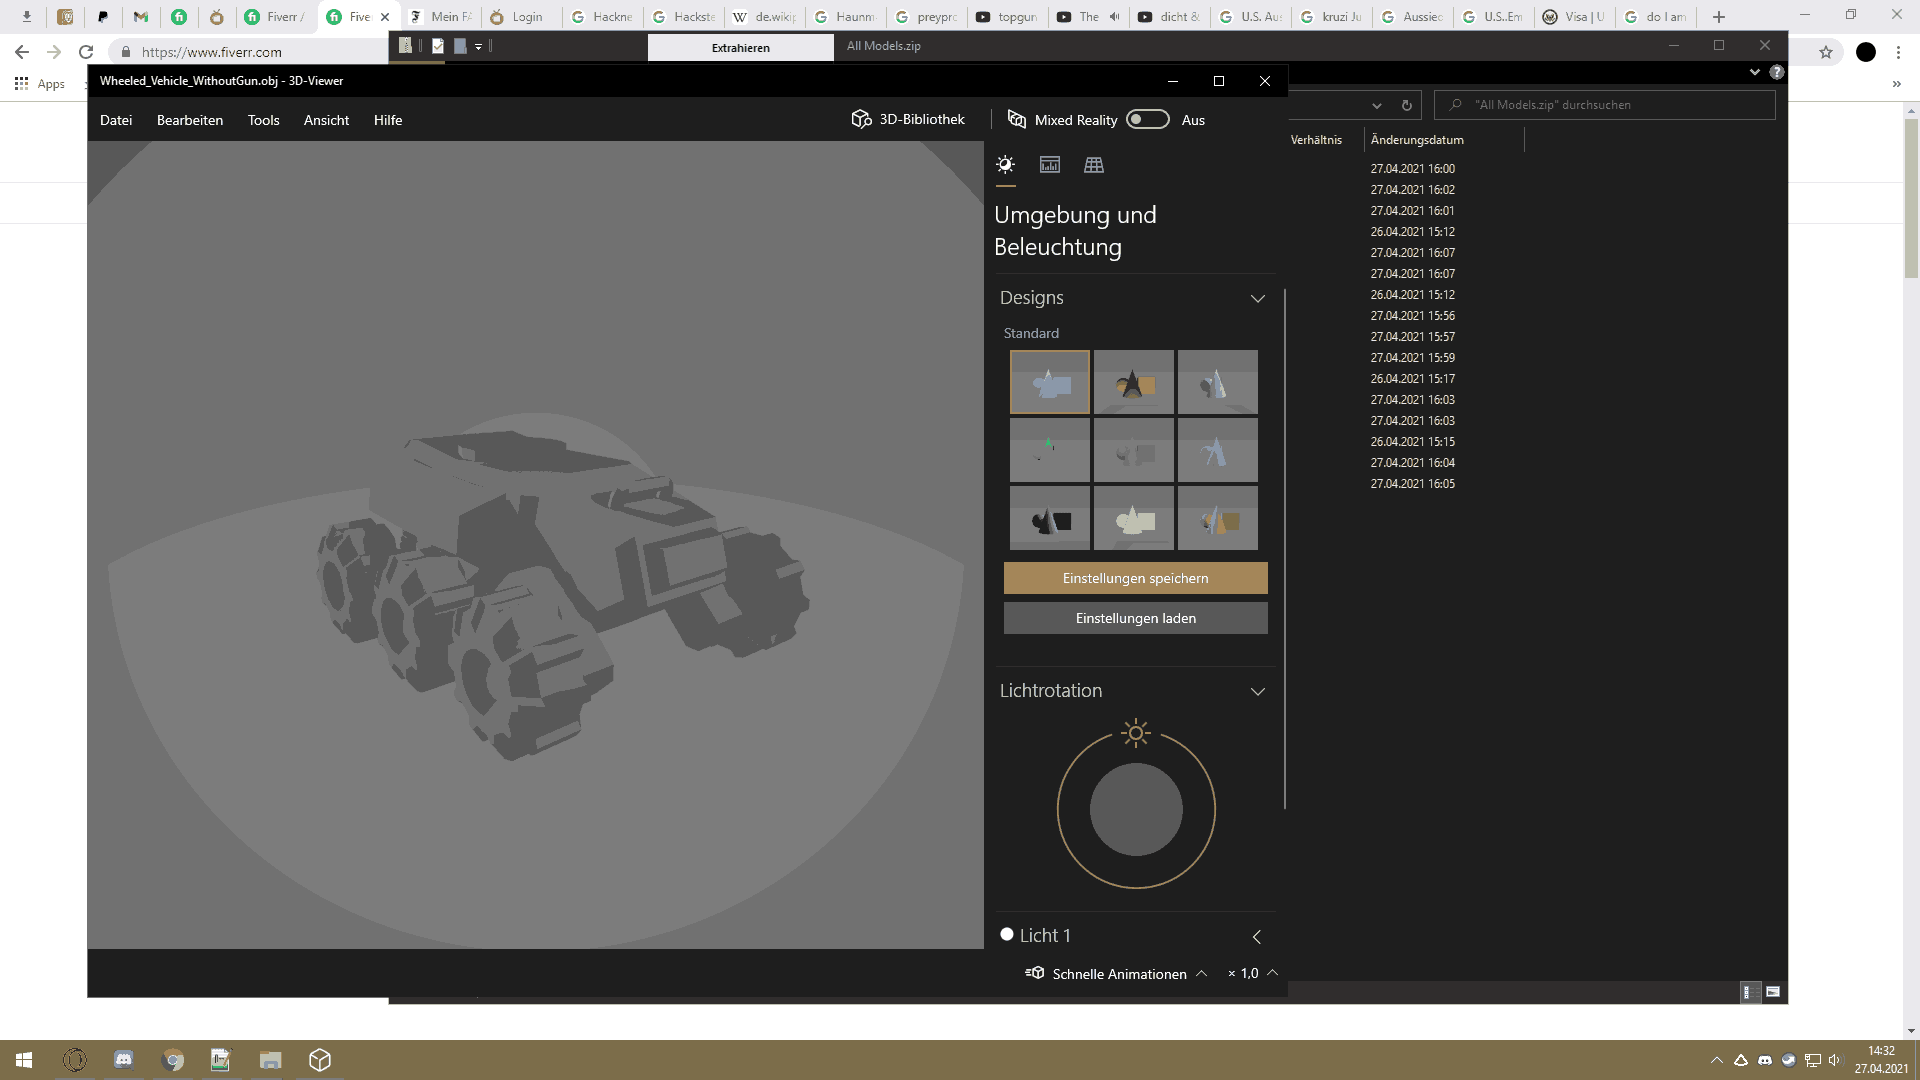 Fiverr /
Five
Mein FA
Login
Hackne
Hackste
de.wikip
Haunm
preypro
topgun
The
dicht &
U.S. Aus
kruzi Ju
Aussied
U.S..Em
Visa | U
do I am
https://www.fiverr.com
Extrahieren
All Models.zip
Apps
Wheeled_Vehicle_WithoutGun.obj - 3D-Viewer
"All Models.zip" durchsuchen
Datei
Bearbeiten
Tools
Ansicht
Hilfe
3D-Bibliothek
Mixed Reality
Aus
Verhältnis
Änderungsdatum
27.04.2021 16:00
27.04.2021 16:02
27.04.2021 16:01
26.04.2021 15:12
27.04.2021 16:07
27.04.2021 16:07
26.04.2021 15:12
27.04.2021 15:56
27.04.2021 15:57
27.04.2021 15:59
26.04.2021 15:17
27.04.2021 16:03
27.04.2021 16:03
26.04.2021 15:15
27.04.2021 16:04
27.04.2021 16:05
Umgebung und
Beleuchtung
Designs
Standard
Einstellungen speichern
Einstellungen laden
Lichtrotation
Licht 1
Schnelle Animationen
× 1,0
14:32
27.04.2021